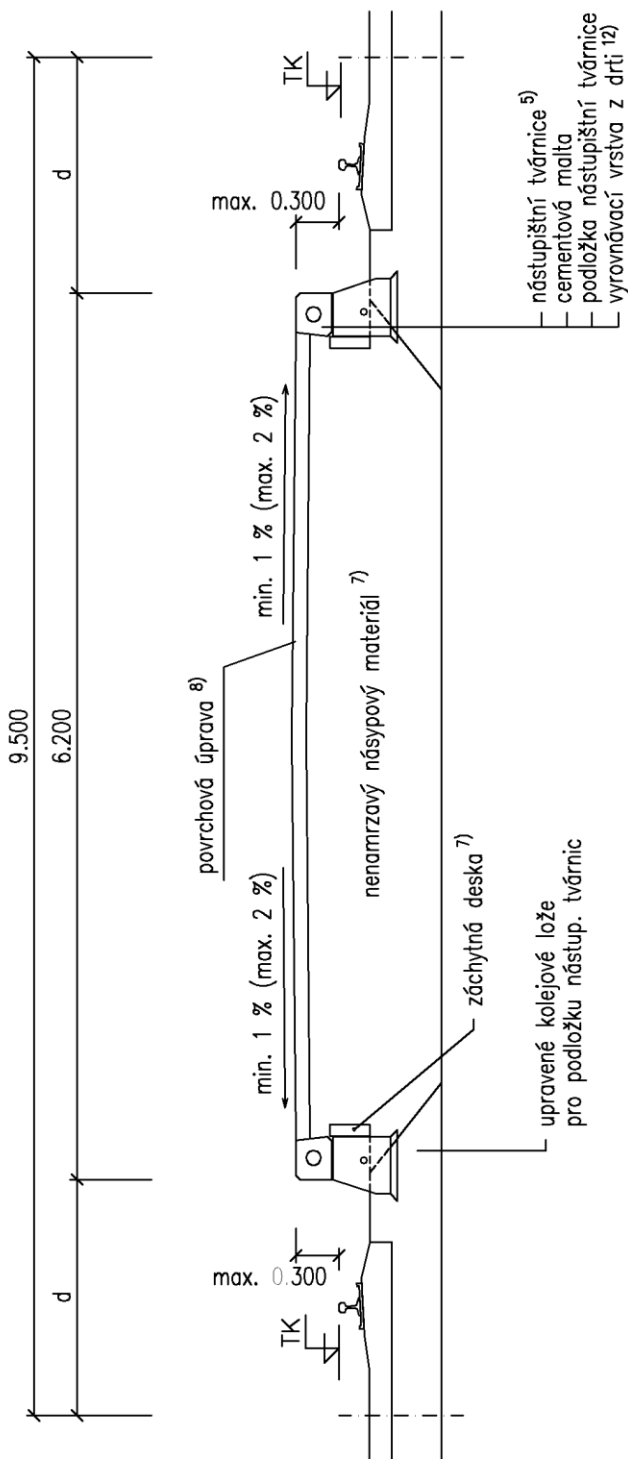 9.500
d
6.200
d
TK
TK
max. 0.300
max. 0.300
min. 1 % (max. 2 %)
povrchová úprava 8)
min. 1 % (max. 2 %)
nenamrzavý násypový materiál 7)
záchytná deska 7)
upravené kolejové lože
pro podložku nástup. tvárnic
nástupištní tvárnice 5)
cementová malta
podložka nástupištní tvárnice
vyrovnávací vrstva z drti 12)